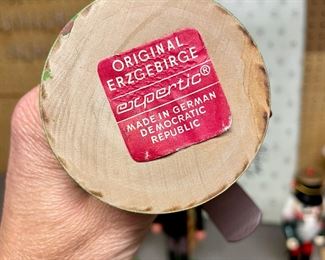 ORIGINAL
ERZGEBIRGE
expertic®
MADE IN GERMAN
DEMOCRATIC
REPUBLIC